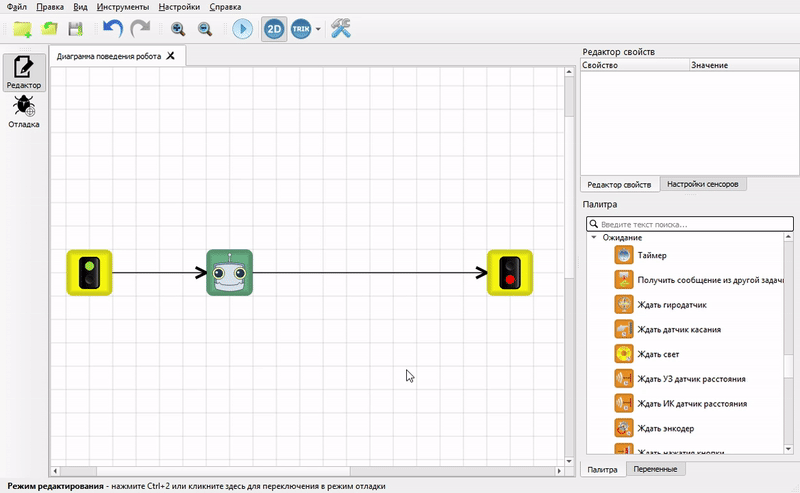 Файл Правка Вид Инструменты Настройки Справка
2D TRIK
Диаграмма поведения робота
Редактор
Отладка
Редактор свойств
Свойство Значение
Редактор свойств Настройки сенсоров
Палитра
Введите текст поиска...
Ожидание
Таймер
Получить сообщение из другой задачи
Ждать гиродатчик
Ждать датчик касания
Ждать свет
Ждать УЗ датчик расстояния
Ждать ИК датчик расстояния
Ждать энкодер
Ждать нажатия кнопки
Палитра Переменные
Режим редактирования - нажмите Ctrl+2 или кликните здесь для переключения в режим отладки